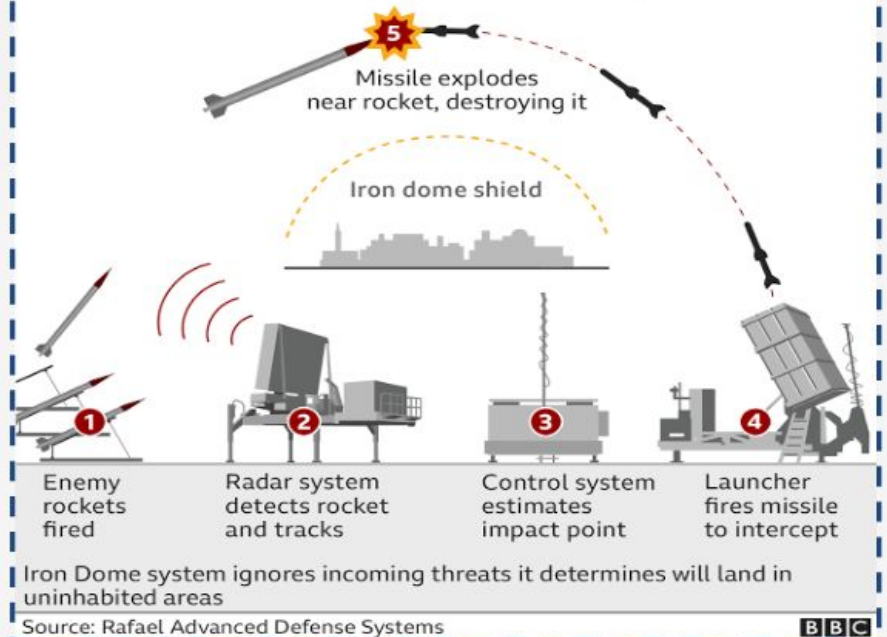 5
Missile explodes
near rocket, destroying it
Iron dome shield
1
2
3
4
Enemy
rockets
fired
Radar system
detects rocket
and tracks
Control system
estimates
impact point
Launcher
fires missile
to intercept
Iron Dome system ignores incoming threats it determines will land in
uninhabited areas
Source: Rafael Advanced Defense Systems
BBC